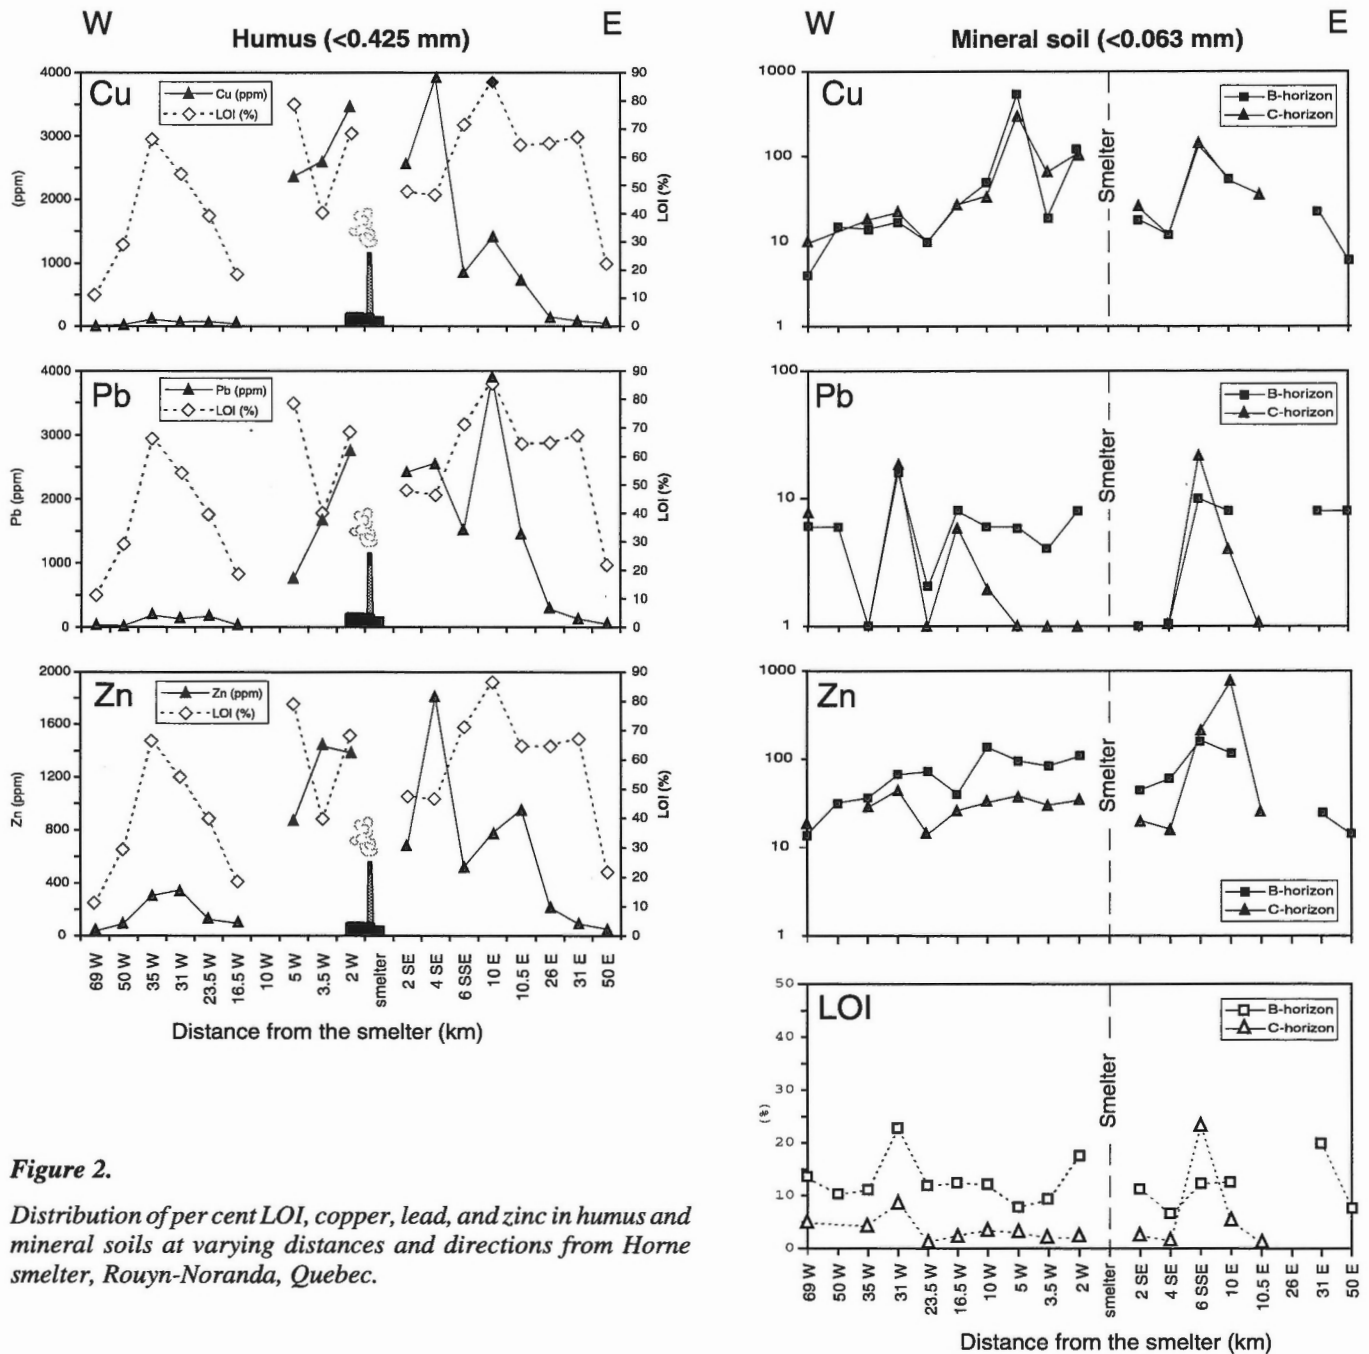 W
E
Humus (<0.425 mm)
Cu
Cu (ppm)
LOI (%)
4000
3000
2000
1000
0
(ppm)
90
80
70
60
50
40
30
20
10
0
LOI (%)
Pb
Pb (ppm)
LOI (%)
4000
3000
2000
1000
0
Pb (ppm)
90
80
70
60
50
40
30
20
10
0
LOI (%)
Zn
Zn (ppm)
LOI (%)
2000
1600
1200
800
400
0
Zn (ppm)
90
80
70
60
50
40
30
20
10
0
LOI (%)
69 W
50 W
35 W
31 W
23.5 W
16.5 W
10 W
5 W
3.5 W
2 W
smelter
2 SE
4 SE
6 SSE
10 E
10.5 E
26 E
31 E
50 E
Distance from the smelter (km)
W
E
Mineral soil (<0.063 mm)
Cu
B-horizon
C-horizon
1000
100
10
1
Smelter
Pb
B-horizon
C-horizon
100
10
1
Smelter
Zn
B-horizon
C-horizon
1000
100
10
1
Smelter
LOI
B-horizon
C-horizon
50
40
30
20
10
0
(%)
Smelter
69 W
50 W
35 W
31 W
23.5 W
16.5 W
10 W
5 W
3.5 W
2 W
smelter
2 SE
4 SE
6 SSE
10 E
10.5 E
26 E
31 E
50 E
Distance from the smelter (km)
Figure 2.
Distribution of per cent LOI, copper, lead, and zinc in humus and
mineral soils at varying distances and directions from Horne
smelter, Rouyn-Noranda, Quebec.